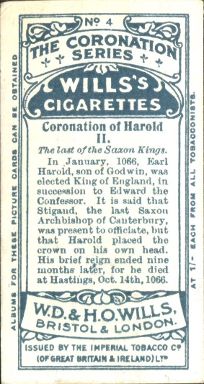 Nº 4
THE CORONATION
SERIES
WILLS'S
CIGARETTES
Coronation of Harold
II.
The last of the Saxon Kings.
In January, 1066, Earl
Harold, son of Godwin, was
elected King of England, in
succession to Edward the
Confessor. It is said that
Stigand, the last Saxon
Archbishop of Canterbury,
was present to officiate, but
that Harold placed the
crown on his own head.
His brief reign ended nine
months later, for he died
at Hastings, Oct. 14th, 1066.
W.D. & H.O. WILLS,
BRISTOL & LONDON.
ISSUED BY THE IMPERIAL TOBACCO Cº
(OF GREAT BRITAIN & IRELAND) LTD
ALBUMS FOR THESE PICTURE CARDS CAN BE OBTAINED
AT 1/- EACH FROM ALL TOBACCONISTS.